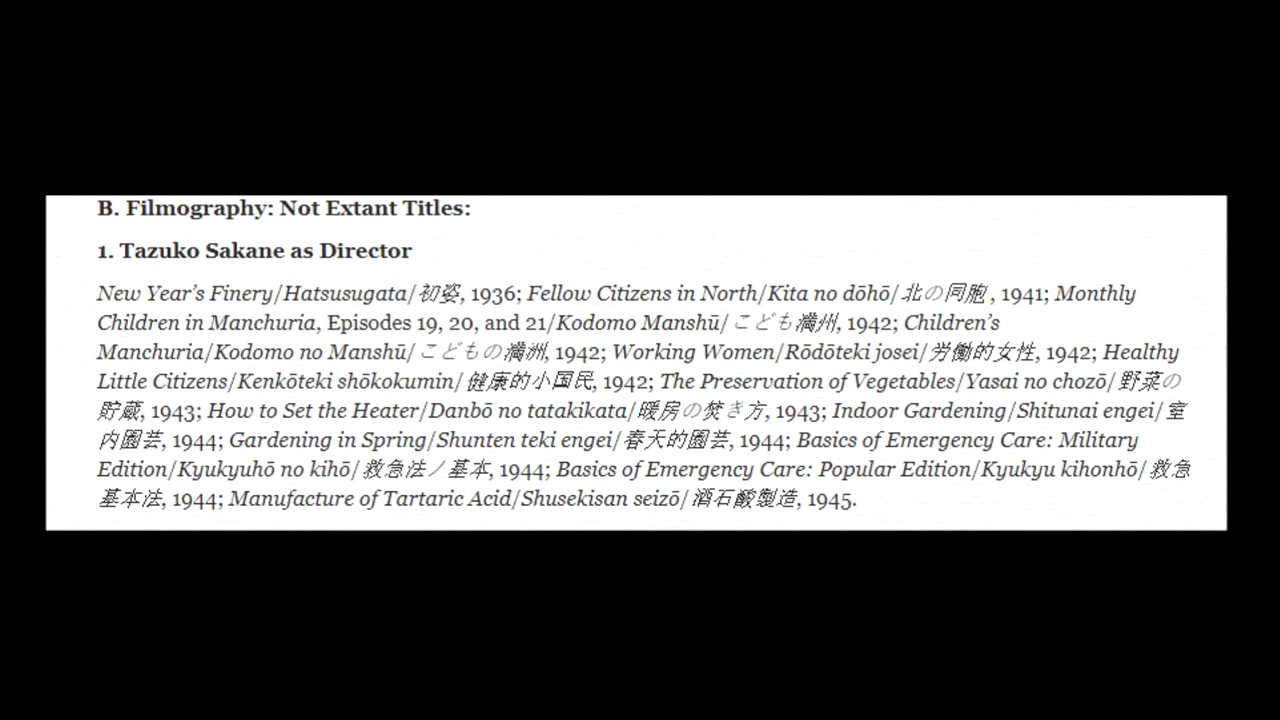 B. Filmography: Not Extant Titles:
1. Tazuko Sakane as Director
New Year’s Finery/Hatsusugata/初姿, 1936; Fellow Citizens in North/Kita no dōhō/北の同胞 , 1941; Monthly
Children in Manchuria, Episodes 19, 20, and 21/Kodomo Manshū/こども満州, 1942; Children’s
Manchuria/Kodomo no Manshū/こどもの満洲, 1942; Working Women/Rōdōteki josei/労働的女性, 1942; Healthy
Little Citizens/Kenkōteki shōkokumin/健康的小国民, 1942; The Preservation of Vegetables/Yasai no chozō/野菜の
貯蔵, 1943; How to Set the Heater/Danbō no tatakikata/暖房の焚き方, 1943; Indoor Gardening/Shitunai engei/室
内園芸, 1944; Gardening in Spring/Shunten teki engei/春天的園芸, 1944; Basics of Emergency Care: Military
Edition/Kyukyuhō no kihō/救急法ノ基本, 1944; Basics of Emergency Care: Popular Edition/Kyukyu kihonhō/救急
基本法, 1944; Manufacture of Tartaric Acid/Shusekisan seizō/酒石酸製造, 1945.